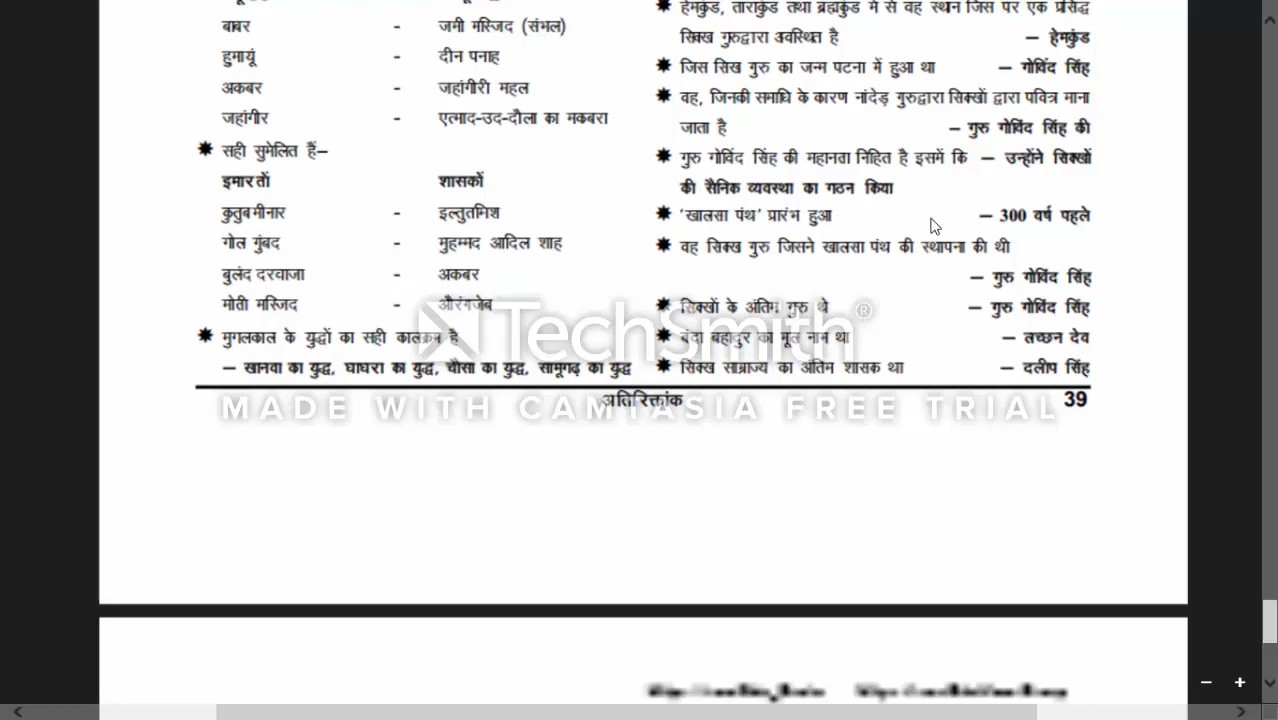 बाबर - जमी मस्जिद (संभल)
हुमायूं - दीन पनाह
अकबर - जहांगीरी महल
जहांगीर - एत्माद-उद-दौला का मकबरा
✷ सही सुमेलित हैं–
इमारतों शासकों
कुतुबमीनार - इल्तुतमिश
गोल गुंबद - मुहम्मद आदिल शाह
बुलंद दरवाजा - अकबर
मोती मस्जिद - औरंगजेब
✷ मुगलकाल के युद्धों का सही कालक्रम है
– खानवा का युद्ध, घाघरा का युद्ध, चौसा का युद्ध, सामूगढ़ का युद्ध
✷ हेमकुंड, ताराकुंड तथा ब्रह्मकुंड में से वह स्थान जिस पर एक प्रसिद्ध
सिक्ख गुरुद्वारा अवस्थित है – हेमकुंड
✷ जिस सिख गुरु का जन्म पटना में हुआ था – गोविंद सिंह
✷ वह, जिनकी समाधि के कारण नांदेड़ गुरुद्वारा सिक्खों द्वारा पवित्र माना
जाता है – गुरु गोविंद सिंह की
✷ गुरु गोविंद सिंह की महानता निहित है इसमें कि – उन्होंने सिक्खों
की सैनिक व्यवस्था का गठन किया
✷ 'खालसा पंथ' प्रारंभ हुआ – 300 वर्ष पहले
✷ वह सिक्ख गुरु जिसने खालसा पंथ की स्थापना की थी
– गुरु गोविंद सिंह
✷ सिक्खों के अंतिम गुरु थे – गुरु गोविंद सिंह
✷ बंदा बहादुर का मूल नाम था – लच्छन देव
✷ सिक्ख साम्राज्य का अंतिम शासक था – दलीप सिंह
अतिरिक्तांक 39
TechSmith®
MADE WITH CAMTASIA FREE TRIAL